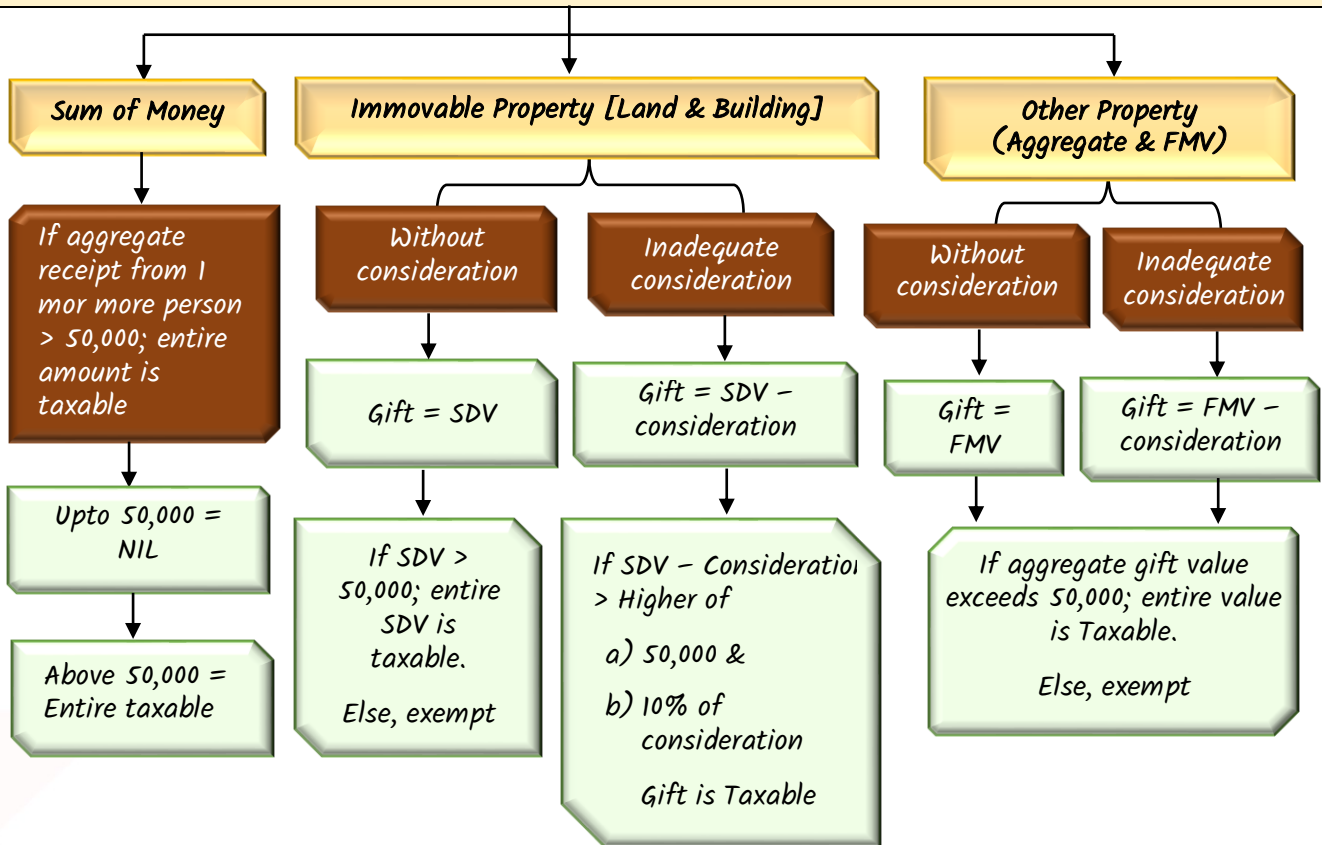 Sum of Money
If aggregate
receipt from 1
mor more person
> 50,000; entire
amount is
taxable
Upto 50,000 =
NIL
Above 50,000 =
Entire taxable
Immovable Property [Land & Building]
Without
consideration
Gift = SDV
If SDV >
50,000; entire
SDV is
taxable.
Else, exempt
Inadequate
consideration
Gift = SDV –
consideration
If SDV – Consideration
> Higher of
a) 50,000 &
b) 10% of
consideration
Gift is Taxable
Other Property
(Aggregate & FMV)
Without
consideration
Gift =
FMV
Inadequate
consideration
Gift = FMV –
consideration
If aggregate gift value
exceeds 50,000; entire value
is Taxable.
Else, exempt